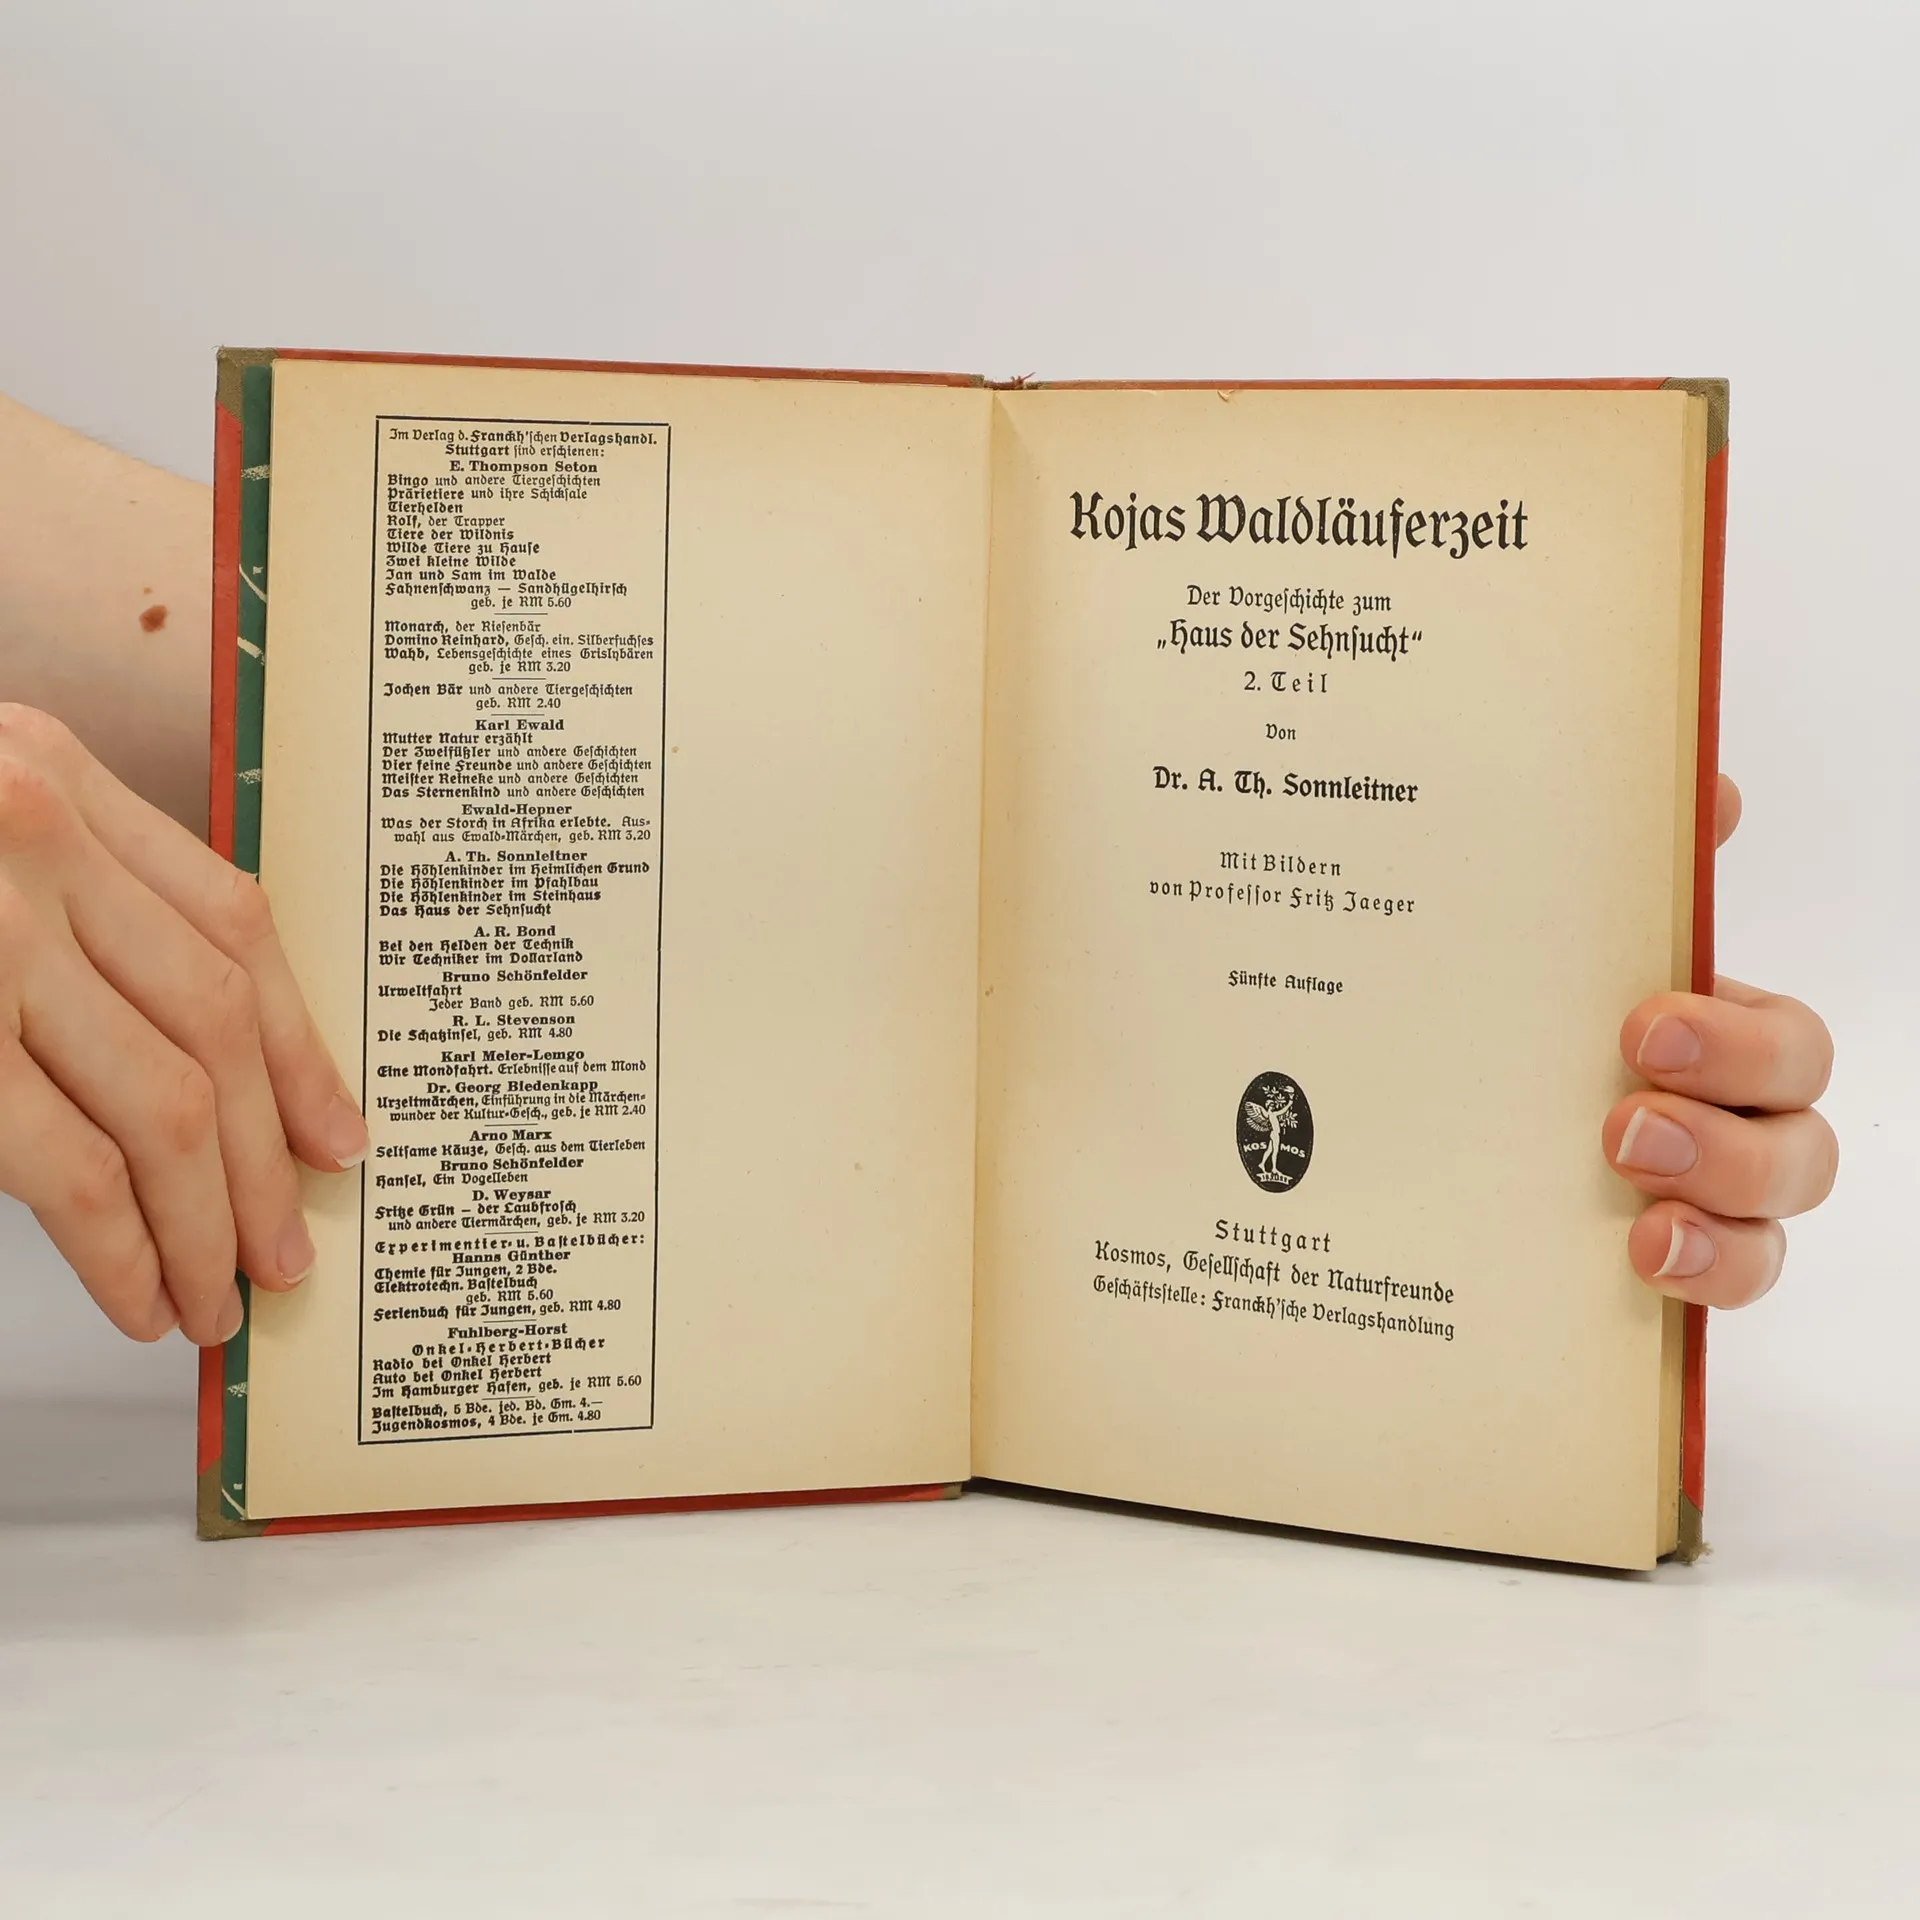 Im Verlag d. Franckh'schen Verlagshandl.
Stuttgart sind erschienen:
E. Thompson Seton
Bingo und andere Tiergeschichten
Prärietiere und ihre Schicksale
Tierhelden
Rolf, der Trapper
Tiere der Wildnis
Wilde Tiere zu Hause
Zwei kleine Wilde
Jan und Sam im Walde
Fahnenschwanz — Sandhügelhirsch
geb. je RM 5.60
Monarch, der Riesenbär
Domino Reinhard, Gesch. ein. Silberfuchses
Wahb, Lebensgeschichte eines Grislybären
geb. je RM 3.20
Jochen Bär und andere Tiergeschichten
geb. RM 2.40
Karl Ewald
Mutter Natur erzählt
Der Zweifüßler und andere Geschichten
Vier feine Freunde und andere Geschichten
Meister Reineke und andere Geschichten
Das Sternenkind und andere Geschichten
Ewald-Hepner
Was der Storch in Afrika erlebte. Aus-
wahl aus Ewald-Märchen, geb. RM 3.20
A. Th. Sonnleitner
Die Höhlenkinder im Heimlichen Grund
Die Höhlenkinder im Pfahlbau
Die Höhlenkinder im Steinhaus
Das Haus der Sehnsucht
A. R. Bond
Bei den Helden der Technik
Wir Techniker im Dollarland
Bruno Schönfelder
Urweltfahrt
Jeder Band geb. RM 5.60
R. L. Stevenson
Die Schatzinsel, geb. RM 4.80
Karl Meier-Lemgo
Eine Mondfahrt. Erlebnisse auf dem Mond
Dr. Georg Biedenkapp
Urzeitmärchen, Einführung in die Märchen-
wunder der Kultur-Gesch., geb. je RM 2.40
Arno Marx
Seltsame Käuze, Gesch. aus dem Tierleben
Bruno Schönfelder
Hansel, Ein Vogelleben
D. Weysar
Fritze Grün — der Laubfrosch
und andere Tiermärchen, geb. je RM 3.20
Experimentier- u. Bastelbücher:
Hanns Günther
Chemie für Jungen, 2 Bde.
Elektrotechn. Bastelbuch
geb. RM 5.60
Ferienbuch für Jungen, geb. RM 4.80
Fuhlberg-Horst
Onkel-Herbert-Bücher
Radio bei Onkel Herbert
Auto bei Onkel Herbert
Im Hamburger Hafen, geb. je RM 5.60
Bastelbuch, 5 Bde. jed. Bd. Gm. 4.—
Jugendkosmos, 4 Bde. je Gm. 4.80
Kojas Waldläuferzeit
Der Vorgeschichte zum
„Haus der Sehnsucht“
2. Teil
Von
Dr. A. Th. Sonnleitner
Mit Bildern
von Professor Fritz Jaeger
Fünfte Auflage
KOSMOS
Stuttgart
Kosmos, Gesellschaft der Naturfreunde
Geschäftsstelle: Franckh'sche Verlagshandlung